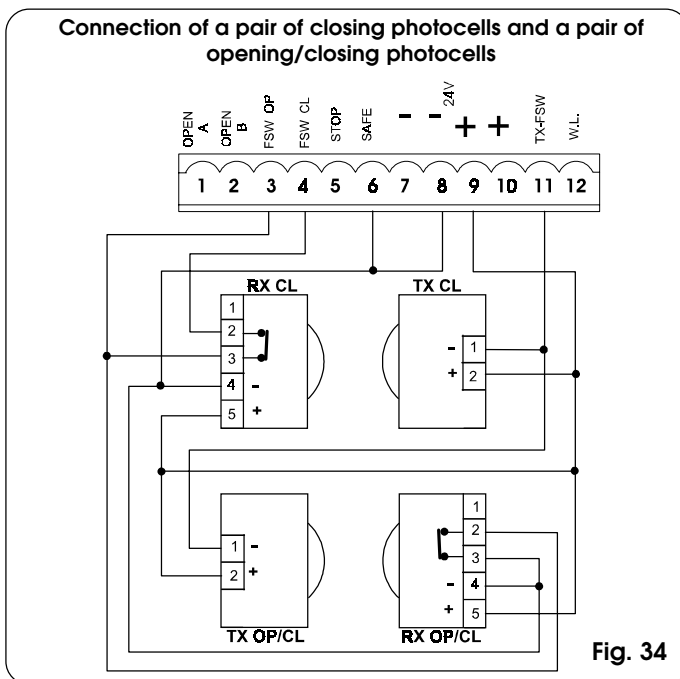 Connection of a pair of closing photocells and a pair of
opening/closing photocells
OPEN A
OPEN B
FSW OP
FSW CL
STOP
SAFE
-
-
24V
+
+
TX-FSW
W.L.
1 2 3 4 5 6 7 8 9 10 11 12
RX CL
1
2
3
4 -
5 +
TX CL
- 1
+ 2
1 -
2 +
TX OP/CL
1
2
3
- 4
+ 5
RX OP/CL
Fig. 34